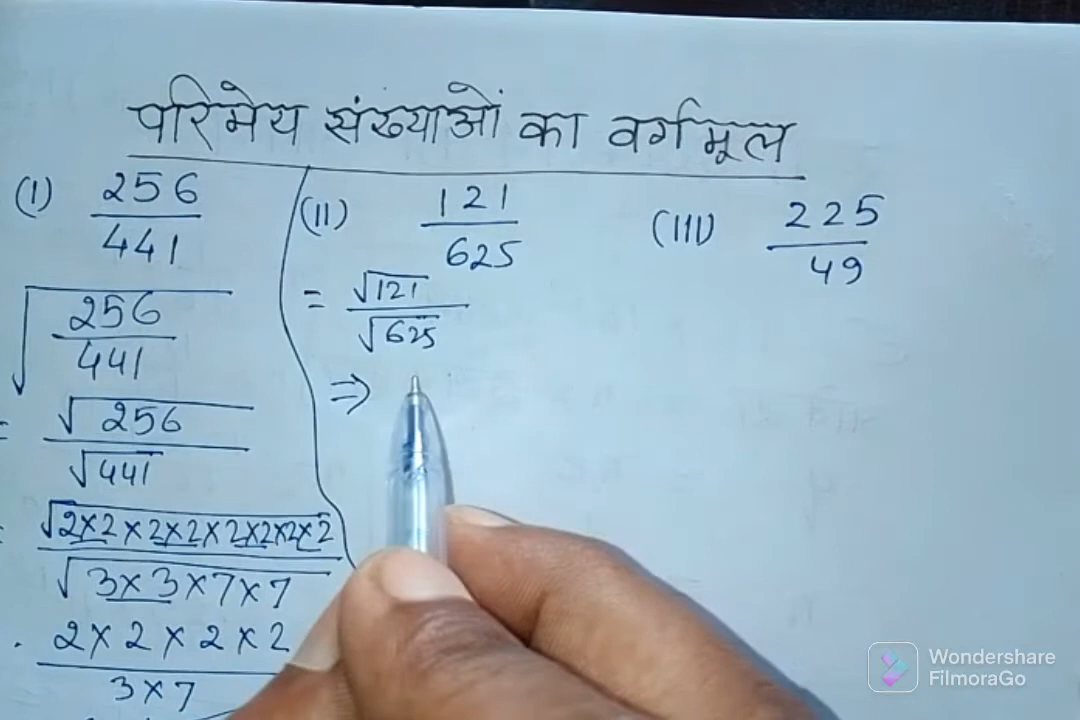 परिमेय संख्याओं का वर्गमूल
(I) 256/441
√256/441
= √256/√441
= √2×2×2×2×2×2×2×2/√3×3×7×7
2×2×2×2/3×7
(II) 121/625
= √121/√625
⇒
(III) 225/49
Wondershare
FilmoraGo